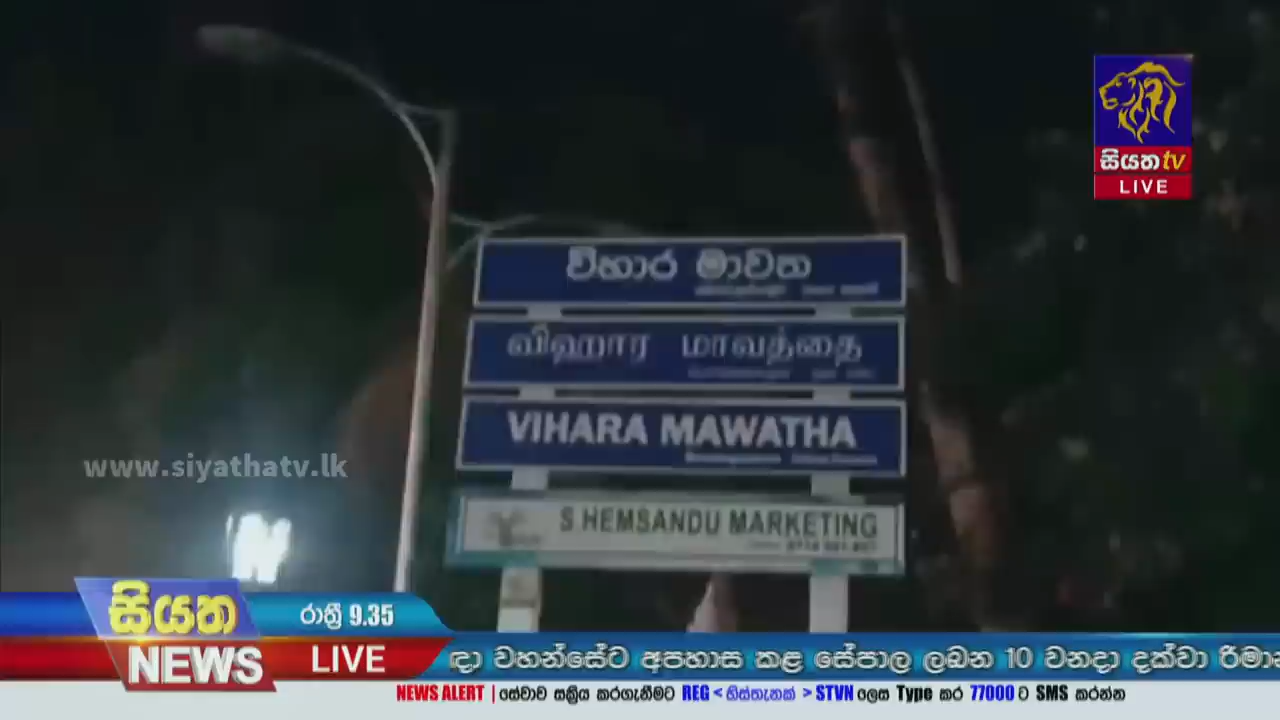 සියත tv
LIVE
විහාර මාවත
விஹார மாவத்தை
VIHARA MAWATHA
S HEMSANDU MARKETING
www.siyathatv.lk
සියත
NEWS
රාත්‍රී 9.35
LIVE
වහන්සේට අපහාස කළ සේපාල ලබන 10 වනදා දක්වා රිමාන්
NEWS ALERT | සේවාව සක්‍රිය කරගැනීමට REG < හිස්තැනක් > STVN ලෙස Type කර 77000 ට SMS කරන්න